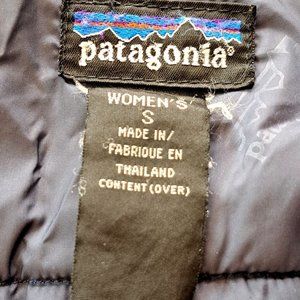 patagonia®
WOMEN'S
S
MADE IN/
FABRIQUE EN
THAILAND
CONTENT (OVER)